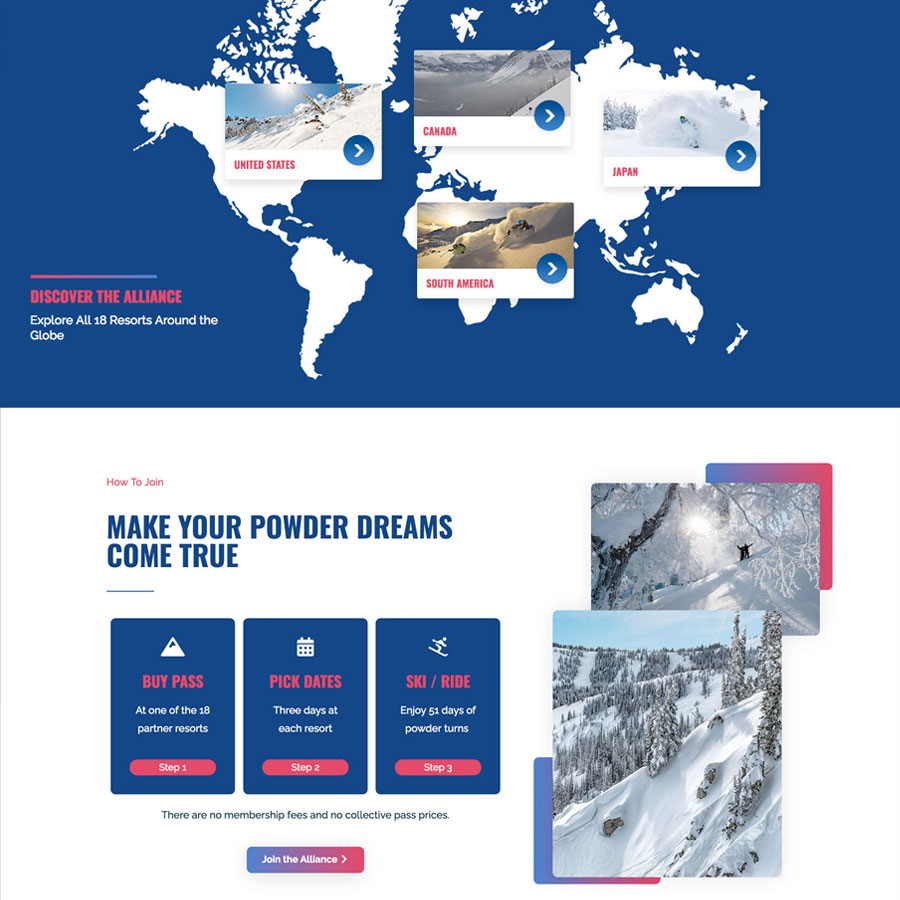 CANADA
UNITED STATES
JAPAN
SOUTH AMERICA
DISCOVER THE ALLIANCE
Explore All 18 Resorts Around the
Globe
How To Join
MAKE YOUR POWDER DREAMS
COME TRUE
BUY PASS
At one of the 18
partner resorts
Step 1
PICK DATES
Three days at
each resort
Step 2
SKI / RIDE
Enjoy 51 days of
powder turns
Step 3
There are no membership fees and no collective pass prices.
Join the Alliance